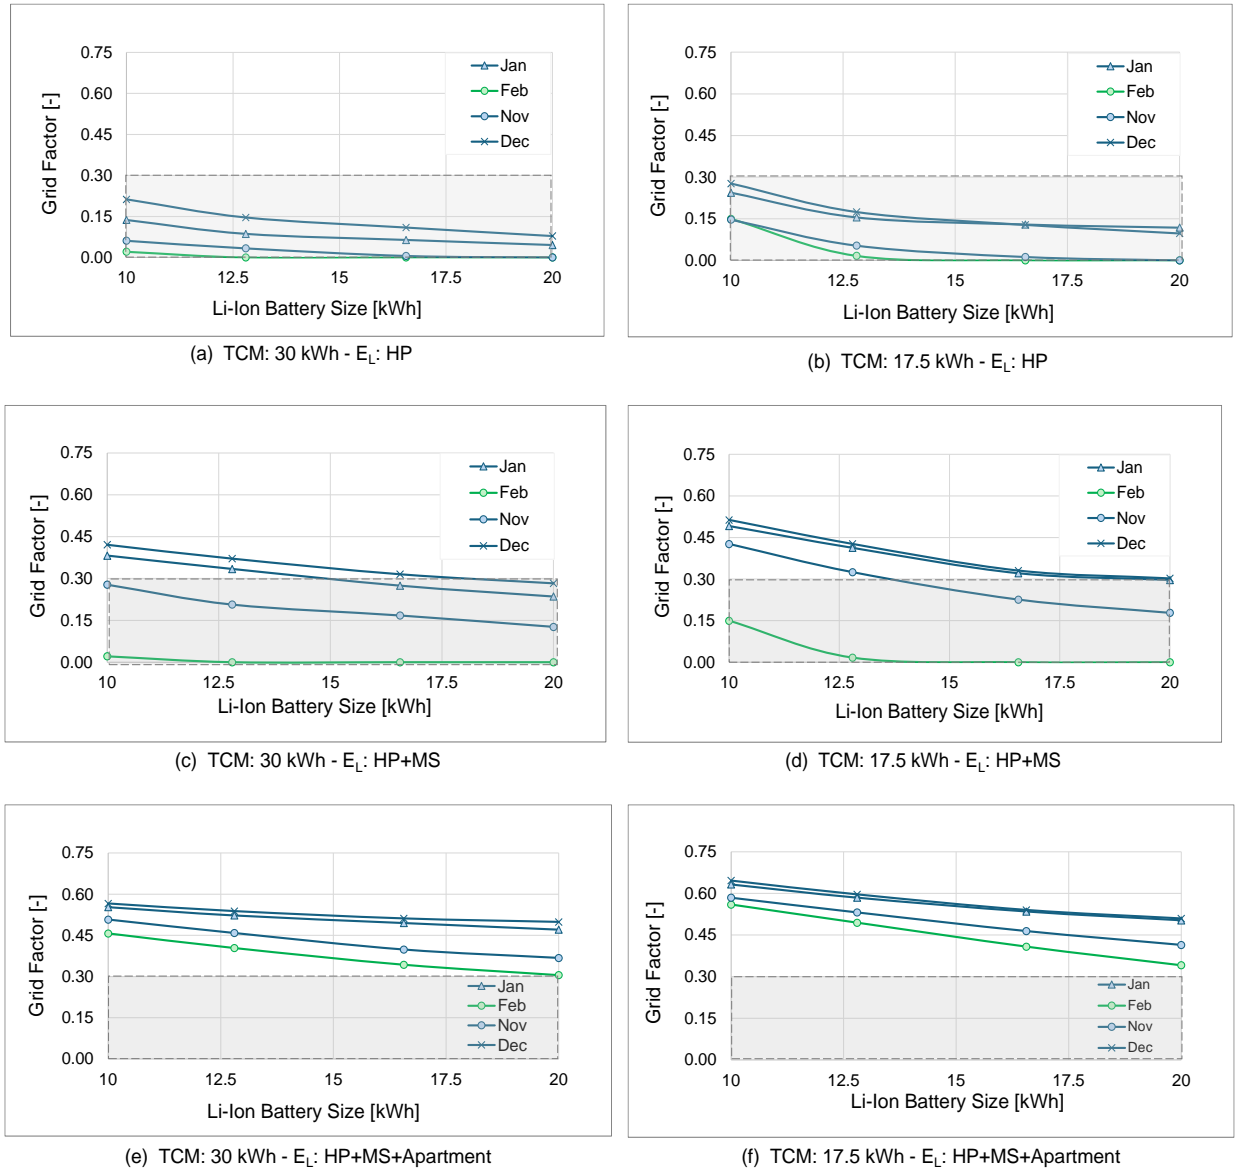 0.75
0.60
0.45
0.30
0.15
0.00
Grid Factor [-]
Jan
Feb
Nov
Dec
10 12.5 15 17.5 20
Li-Ion Battery Size [kWh]
(a) TCM: 30 kWh - EL: HP
0.75
0.60
0.45
0.30
0.15
0.00
Grid Factor [-]
Jan
Feb
Nov
Dec
10 12.5 15 17.5 20
Li-Ion Battery Size [kWh]
(b) TCM: 17.5 kWh - EL: HP
0.75
0.60
0.45
0.30
0.15
0.00
Grid Factor [-]
Jan
Feb
Nov
Dec
10 12.5 15 17.5 20
Li-Ion Battery Size [kWh]
(c) TCM: 30 kWh - EL: HP+MS
0.75
0.60
0.45
0.30
0.15
0.00
Grid Factor [-]
Jan
Feb
Nov
Dec
10 12.5 15 17.5 20
Li-Ion Battery Size [kWh]
(d) TCM: 17.5 kWh - EL: HP+MS
0.75
0.60
0.45
0.30
0.15
0.00
Grid Factor [-]
Jan
Feb
Nov
Dec
10 12.5 15 17.5 20
Li-Ion Battery Size [kWh]
(e) TCM: 30 kWh - EL: HP+MS+Apartment
0.75
0.60
0.45
0.30
0.15
0.00
Grid Factor [-]
Jan
Feb
Nov
Dec
10 12.5 15 17.5 20
Li-Ion Battery Size [kWh]
(f) TCM: 17.5 kWh - EL: HP+MS+Apartment